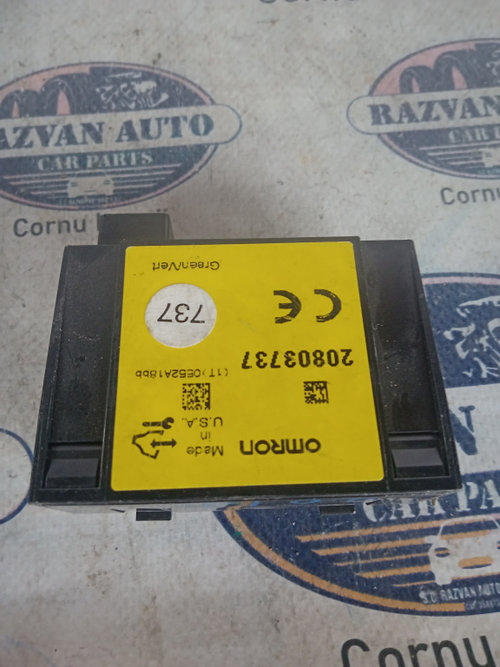 RAZVAN AUTO
CAR PARTS
Cornu
RAZVAN
CAR
Cornu
OMRON
Made
in
U.S.A.
(1T)OE52A18bb
20803737
737
CE
Green/Vert
CAR PARTS
S.C RAZVAN AUTO
Cornu